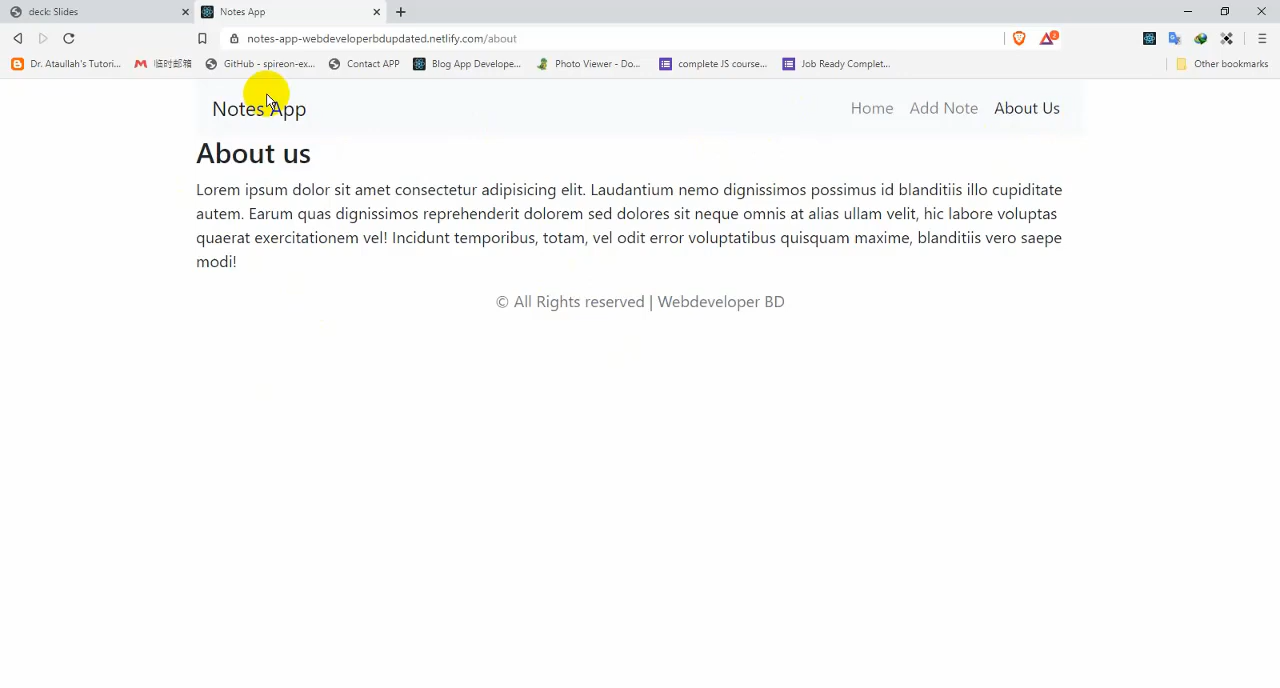 deck: Slides
Notes App
notes-app-webdeveloperbdupdated.netlify.com/about
2
Dr. Ataullah's Tutori...
临时邮箱
GitHub - spireon-ex...
Contact APP
Blog App Develope...
Photo Viewer - Do...
complete JS course...
Job Ready Complet...
Other bookmarks
Notes App
Home
Add Note
About Us
About us
Lorem ipsum dolor sit amet consectetur adipisicing elit. Laudantium nemo dignissimos possimus id blanditiis illo cupiditate
autem. Earum quas dignissimos reprehenderit dolorem sed dolores sit neque omnis at alias ullam velit, hic labore voluptas
quaerat exercitationem vel! Incidunt temporibus, totam, vel odit error voluptatibus quisquam maxime, blanditiis vero saepe
modi!
© All Rights reserved | Webdeveloper BD